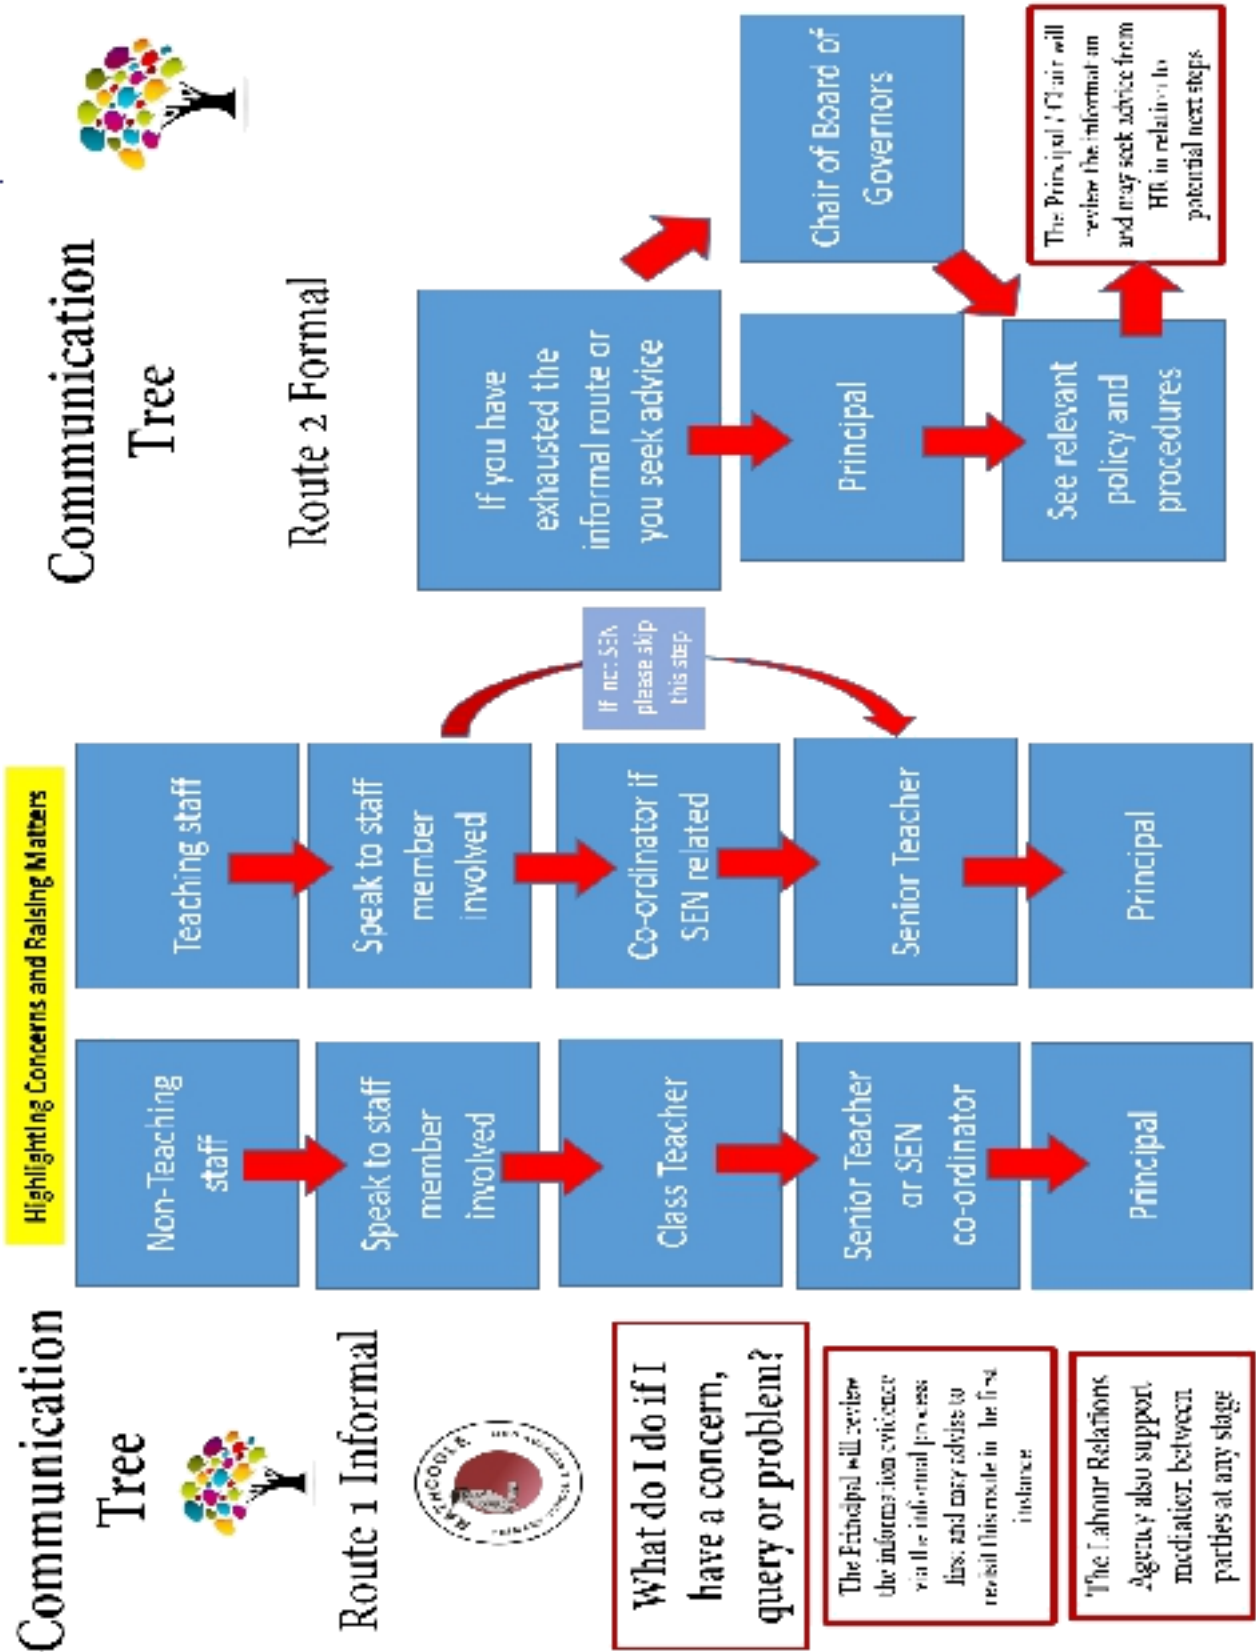 Highlighting Concerns and Raising Matters
Communication
Tree
Route 1 Informal
RATHCOOLE
What do I do if I
have a concern,
query or problem?
The Principal will review
the information evidence
via the informal process
first and may advise to
revisit this route in the first
instance
The Labour Relations
Agency also support
mediation between
parties at any stage
Non-Teaching
staff
Speak to staff
member
involved
Class Teacher
Senior Teacher
or SEN
co-ordinator
Principal
Teaching staff
Speak to staff
member
involved
Co-ordinator if
SEN related
Senior Teacher
Principal
If not SEN
please skip
this step
Communication
Tree
Route 2 Formal
If you have
exhausted the
informal route or
you seek advice
Principal
Chair of Board of
Governors
See relevant
policy and
procedures
The Principal / Chair will
review the information
and may seek advice from
HR in relation to
potential next steps